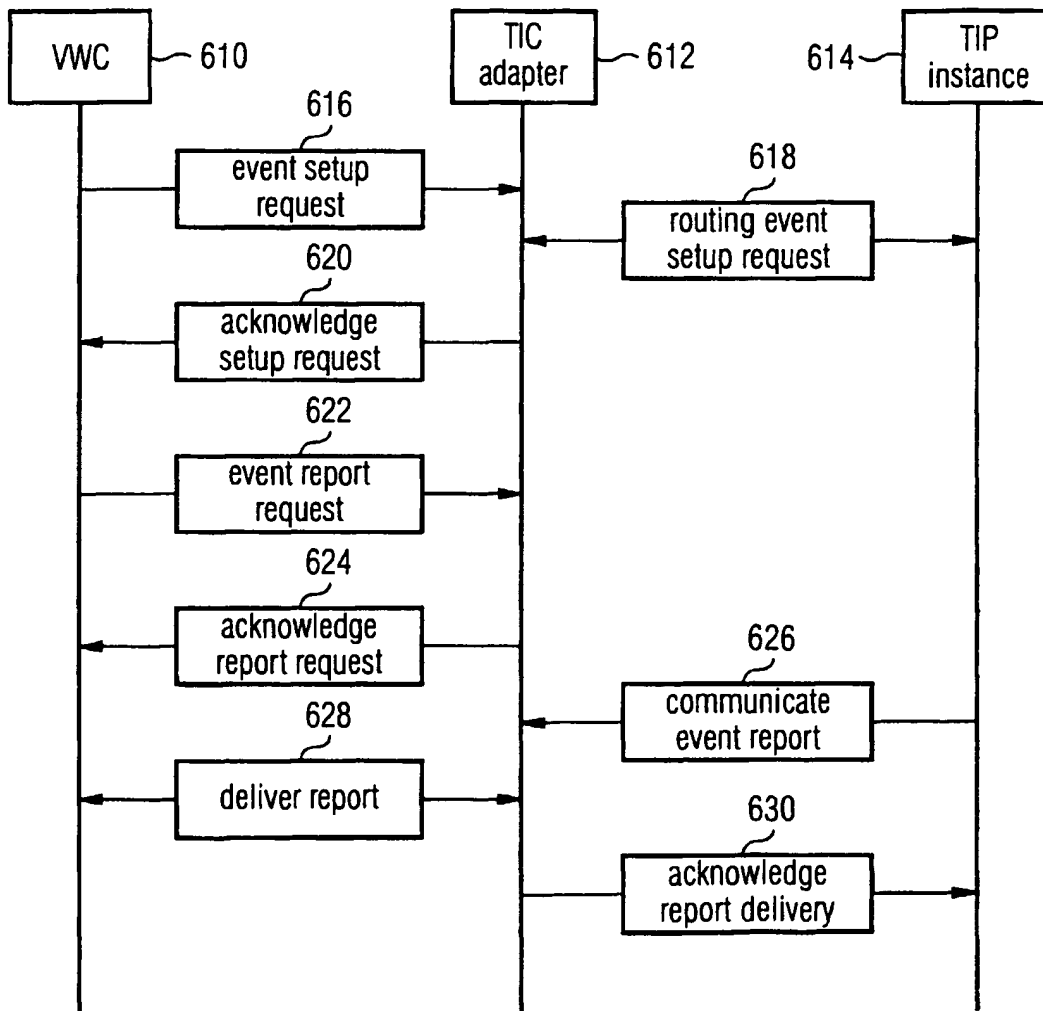 VWC
610
TIC
adapter
612
614
TIP
instance
616
event setup
request
618
routing event
setup request
620
acknowledge
setup request
622
event report
request
624
acknowledge
report request
626
communicate
event report
628
deliver report
630
acknowledge
report delivery